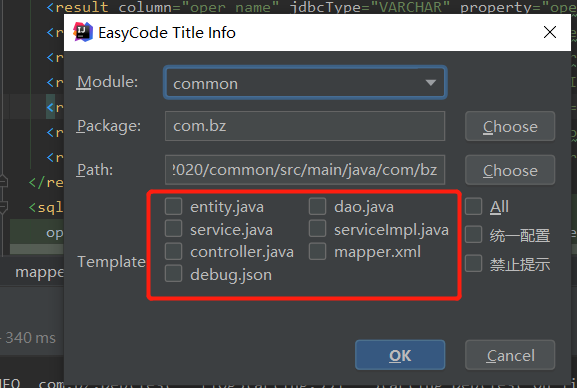 <result column="oper_name" jdbcType="VARCHAR" property="ope
EasyCode Title Info
Module:
common
Package:
com.bz
Choose
Path:
2020/common/src/main/java/com/bz
Choose
Template
entity.java
dao.java
All
service.java
serviceImpl.java
统一配置
controller.java
mapper.xml
禁止提示
debug.json
OK
Cancel
</re
<sql
op
mappe
340 ms